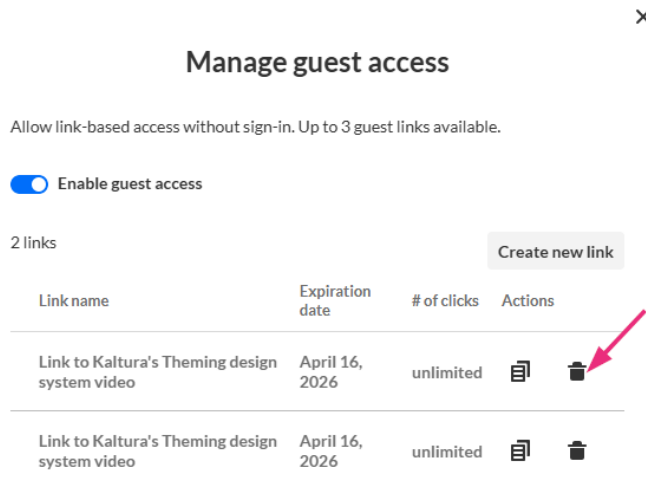 Manage guest access
Allow link-based access without sign-in. Up to 3 guest links available.
Enable guest access
2 links
Create new link
Link name
Expiration
date
# of clicks
Actions
Link to Kaltura's Theming design
system video
April 16,
2026
unlimited
Link to Kaltura's Theming design
system video
April 16,
2026
unlimited